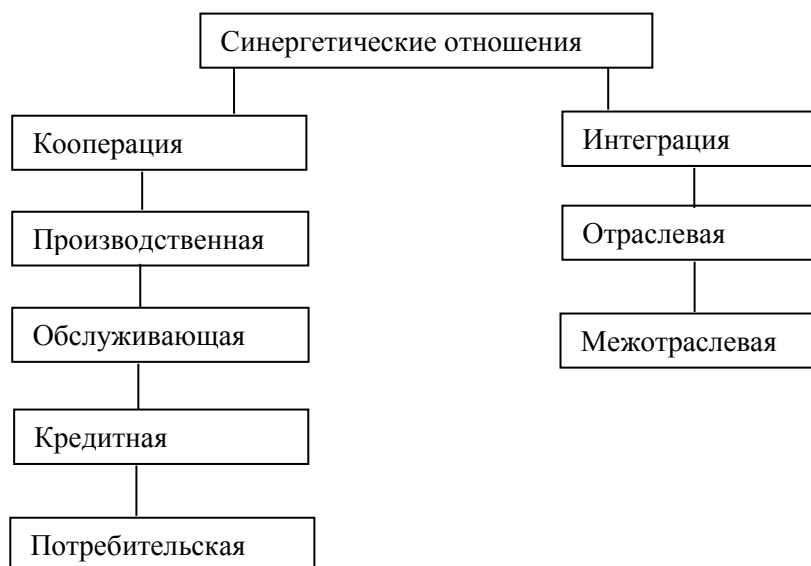 Синергетические отношения
Кооперация
Интеграция
Производственная
Отраслевая
Обслуживающая
Межотраслевая
Кредитная
Потребительская